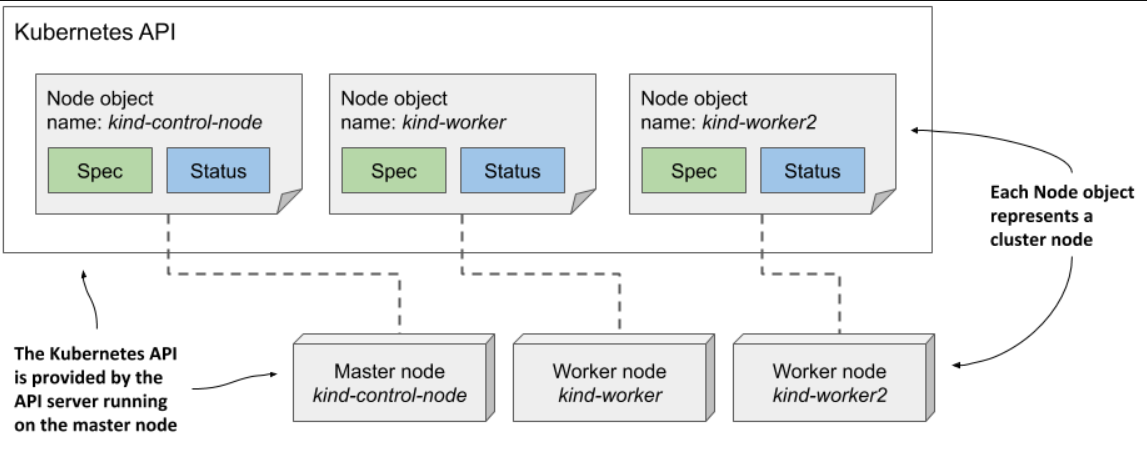 Kubernetes API
Node object
name: kind-control-node
Spec
Status
Node object
name: kind-worker
Spec
Status
Node object
name: kind-worker2
Spec
Status
Each Node object
represents a
cluster node
The Kubernetes API
is provided by the
API server running
on the master node
Master node
kind-control-node
Worker node
kind-worker
Worker node
kind-worker2